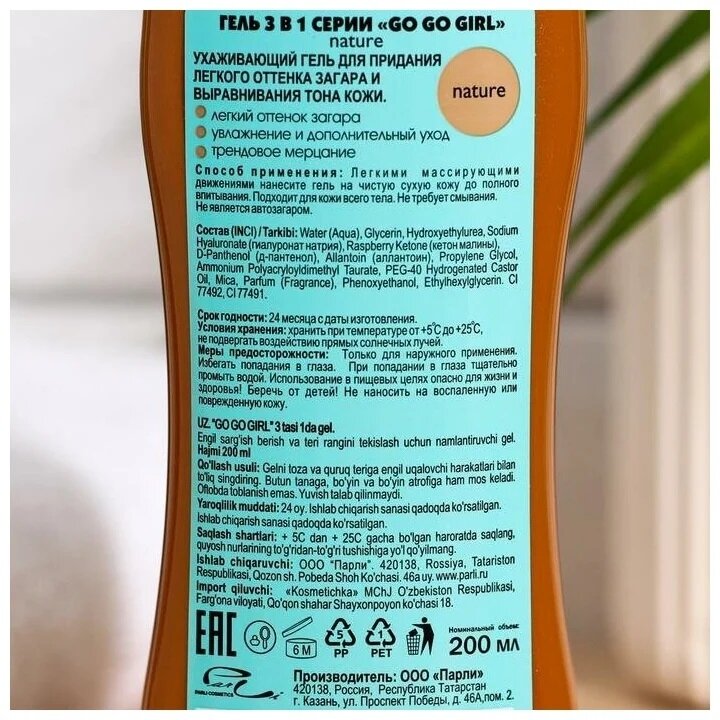 ГЕЛЬ 3 В 1 СЕРИИ «GO GO GIRL»
nature
УХАЖИВАЮЩИЙ ГЕЛЬ ДЛЯ ПРИДАНИЯ
ЛЕГКОГО ОТТЕНКА ЗАГАРА И
ВЫРАВНИВАНИЯ ТОНА КОЖИ.
nature
легкий оттенок загара
увлажнение и дополнительный уход
трендовое мерцание
Способ применения: Легкими массирующими
движениями нанесите гель на чистую сухую кожу до полного
впитывания. Подходит для кожи всего тела. Не требует смывания.
Не является автозагаром.
Состав (INCI) / Tarkibi: Water (Aqua), Glycerin, Hydroxyethylurea, Sodium
Hyaluronate (гиалуронат натрия), Raspberry Ketone (кетон малины),
D-Panthenol (д-пантенол), Allantoin (аллантоин), Propylene Glycol,
Ammonium Polyacryloyldimethyl Taurate, PEG-40 Hydrogenated Castor
Oil, Mica, Parfum (Fragrance), Phenoxyethanol, Ethylhexylglycerin. CI
77492, CI 77491.
Срок годности: 24 месяца с даты изготовления.
Условия хранения: хранить при температуре от +5°C до +25°C,
не подвергать воздействию прямых солнечных лучей.
Меры предосторожности: Только для наружного применения.
Избегать попадания в глаза. При попадании в глаза тщательно
промыть водой. Использование в пищевых целях опасно для жизни и
здоровья! Беречь от детей! Не наносить на воспаленную или
поврежденную кожу.
UZ. "GO GO GIRL" 3 tasi 1da gel.
Engil sarg'ish berish va teri rangini tekislash uchun namlantiruvchi gel.
Hajmi 200 ml
Qo'llash usuli: Gelni toza va quruq teriga engil uqalovchi harakatlari bilan
to'liq singdiring. Butun tanaga, bo'yin va bo'yin atrofiga ham mos keladi.
Oftobda toblanish emas. Yuvish talab qilinmaydi.
Yaroqlilik muddati: 24 oy. Ishlab chiqarish sanasi qadoqda ko'rsatilgan.
Ishlab chiqarish sanasi qadoqda ko'rsatilgan.
Saqlash shartlari: + 5C dan + 25C gacha bo'lgan haroratda saqlang,
quyosh nurlarining to'g'ridan-to'g'ri tushishiga yo'l qo'yilmang.
Ishlab chiqaruvchi: ООО "Парли". 420138, Rossiya, Tatariston
Respublikasi, Qozon sh. Pobeda Shoh Ko'chasi. 46a uy. www.parli.ru
Import qiluvchi: «Kosmetichka» MChJ O'zbekiston Respublikasi,
Farg'ona viloyati, Qo'qon shahar Shayxonpoyon ko'chasi 18.
EAC
6 M
5
PP
1
PET
Номинальный объем:
200 мл
Parli
PARLI COSMETICS
Производитель: ООО «Парли»
420138, Россия, Республика Татарстан
г. Казань, ул. Проспект Победы, д. 46А,пом. 2.